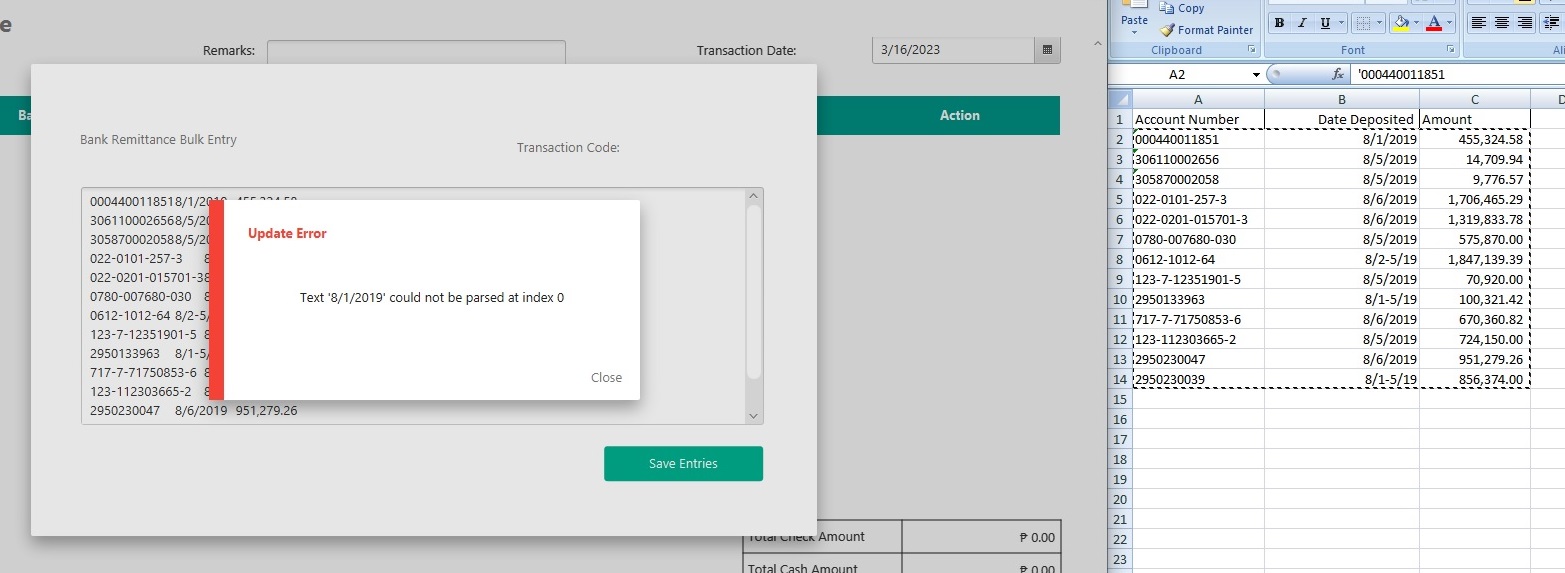 e
Remarks:
Transaction Date:
3/16/2023
Ba
Action
Bank Remittance Bulk Entry
Transaction Code:
0004400118518/1/2019 455,324.58
3061100026568/5/20
3058700020588/5/20
022-0101-257-3 8
022-0201-015701-38
0780-007680-030 8
0612-1012-64 8/2-5/
123-7-12351901-5 8
2950133963 8/1-5/
717-7-71750853-6 8
123-112303665-2 8
2950230047 8/6/2019 951,279.26
Update Error
Text '8/1/2019' could not be parsed at index 0
Close
Save Entries
Total Check Amount ₱ 0.00
Total Cash Amount ₱ 0.00
Paste
Copy
Format Painter
Clipboard
B I U A
Font
Ali
A2 fx '000440011851
A B C D
1 Account Number Date Deposited Amount
2 000440011851 8/1/2019 455,324.58
3 306110002656 8/5/2019 14,709.94
4 305870002058 8/5/2019 9,776.57
5 022-0101-257-3 8/6/2019 1,706,465.29
6 022-0201-015701-3 8/6/2019 1,319,833.78
7 0780-007680-030 8/5/2019 575,870.00
8 0612-1012-64 8/2-5/19 1,847,139.39
9 123-7-12351901-5 8/5/2019 70,920.00
10 2950133963 8/1-5/19 100,321.42
11 717-7-71750853-6 8/6/2019 670,360.82
12 123-112303665-2 8/5/2019 724,150.00
13 2950230047 8/6/2019 951,279.26
14 2950230039 8/1-5/19 856,374.00
15
16
17
18
19
20
21
22
23